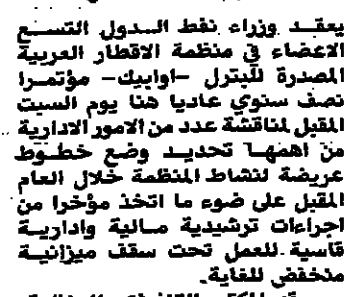 يعقد وزراء نفط الدول التسع
الاعضاء في منظمة الاقطار العربية
المصدرة للبترل -اوابيك- مؤتمرا
نصف سنوي عاديا هنا يوم السبت
المقبل لمناقشة عدد من الامور الادارية
من اهمها تحديد وضع خطوط
عريضة لنشاط المنظمة خلال العام
المقبل على ضوء ما اتخذ مؤخرا من
اجراءات ترشيدية مالية وادارية
قاسية للعمل تحت سقف ميزانية
منخفض للغاية.